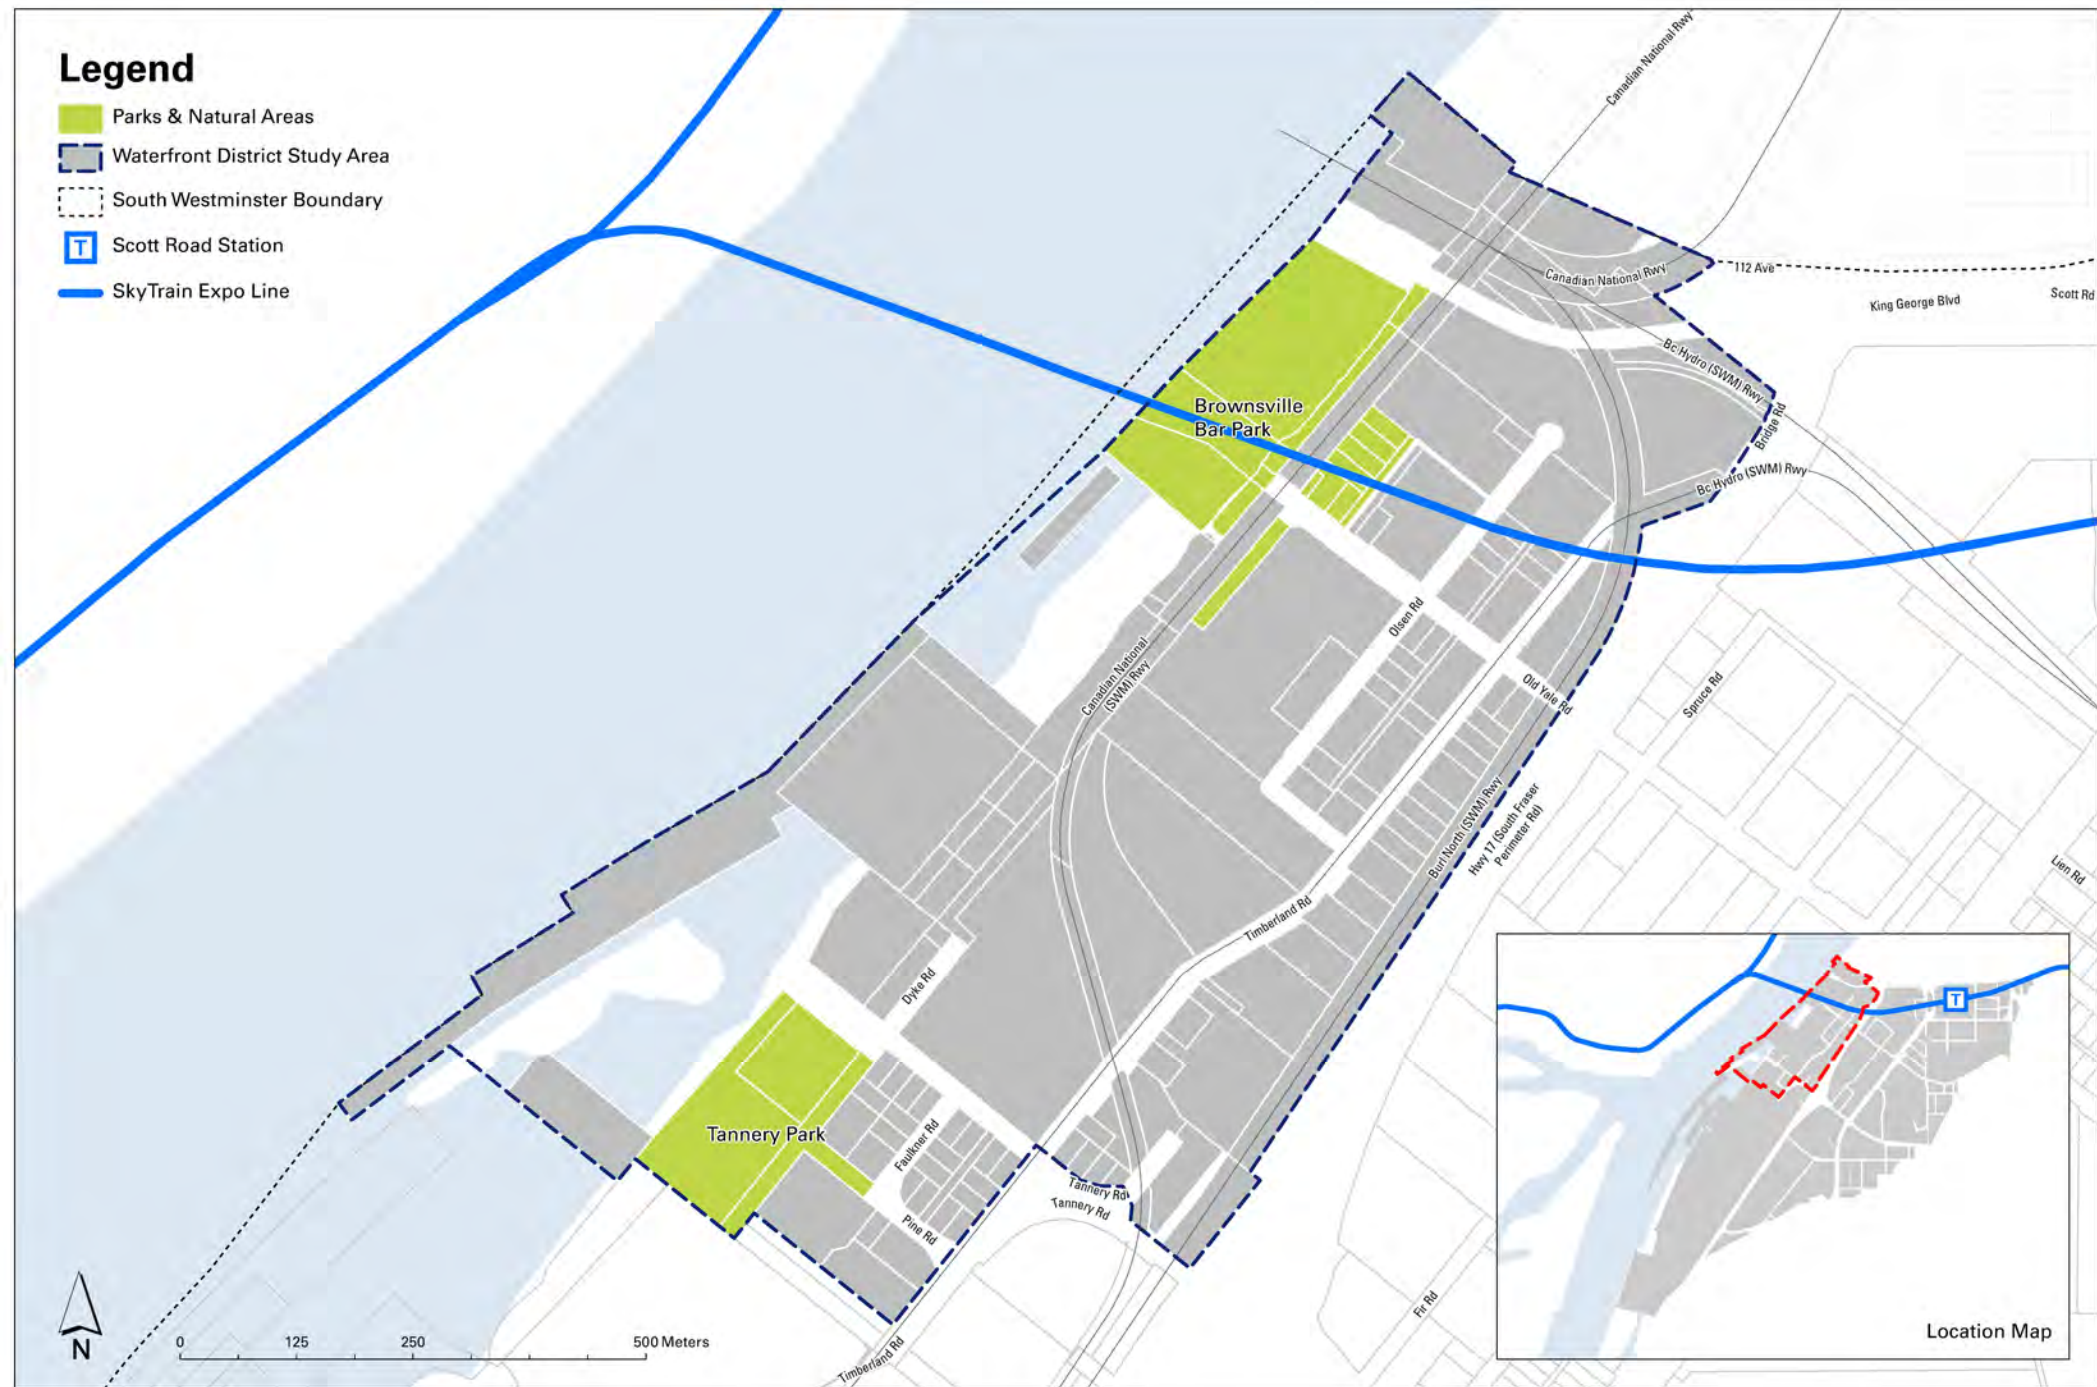 Legend
Parks & Natural Areas
Waterfront District Study Area
South Westminster Boundary
T
Scott Road Station
SkyTrain Expo Line
Canadian National Rwy
Canadian National Rwy
112 Ave
King George Blvd
Scott Rd
Bc Hydro (SWM) Rwy
Bridge Rd
Bc Hydro (SWM) Rwy
Brownsville
Bar Park
Olsen Rd
Canadian National
(SWM) Rwy
Old Yale Rd
Spruce Rd
Burl North (SWM) Rwy
Hwy 17 (South Fraser
Perimeter Rd)
Lien Rd
Timberland Rd
Dyke Rd
Tannery Park
Faulkner Rd
Pine Rd
Tannery Rd
Tannery Rd
Fir Rd
Timberland Rd
N
0
125
250
500 Meters
T
Location Map